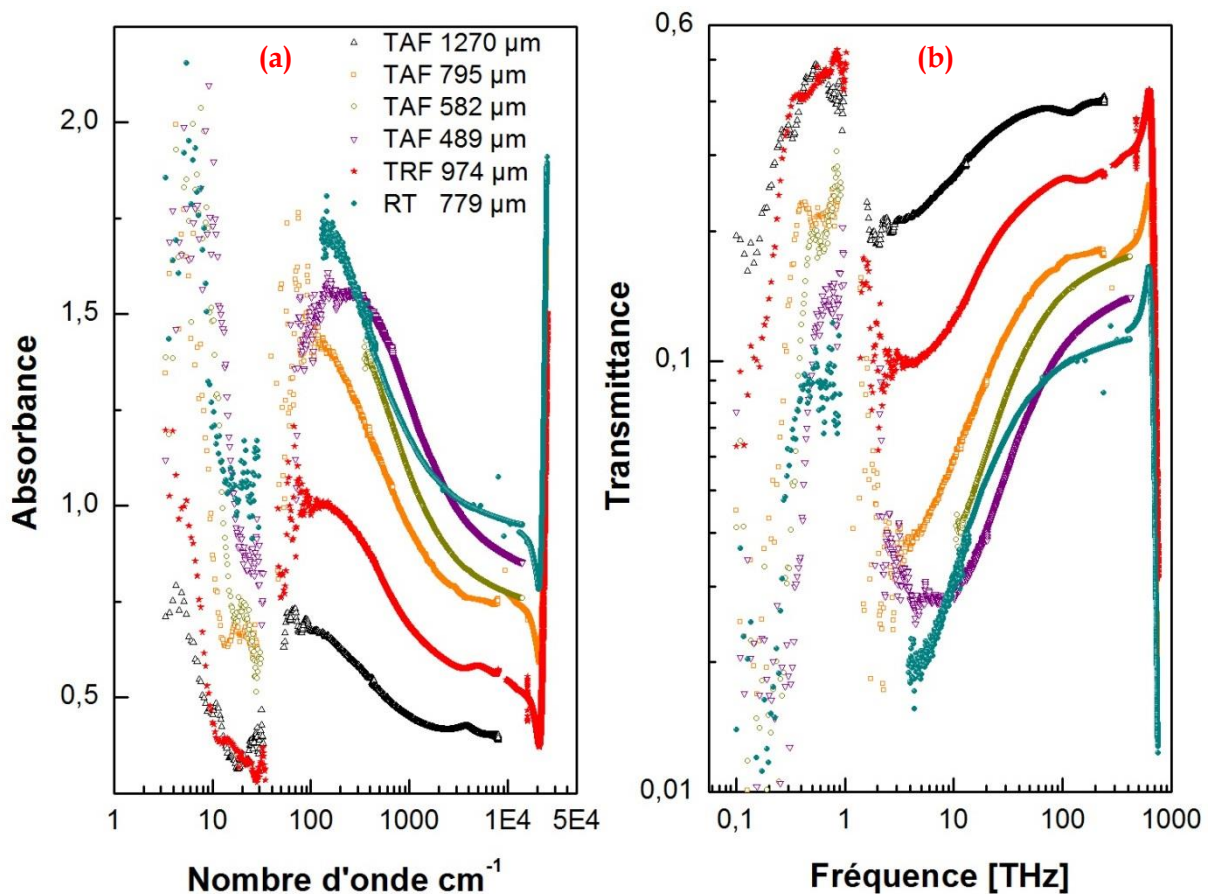 (a)
TAF 1270 µm
TAF 795 µm
TAF 582 µm
TAF 489 µm
TRF 974 µm
RT 779 µm
Absorbance
2,0
1,5
1,0
0,5
1 10 100 1000 1E4 5E4
Nombre d'onde cm⁻¹
(b)
Transmittance
0,6
0,1
0,01
0,1 1 10 100 1000
Fréquence [THz]